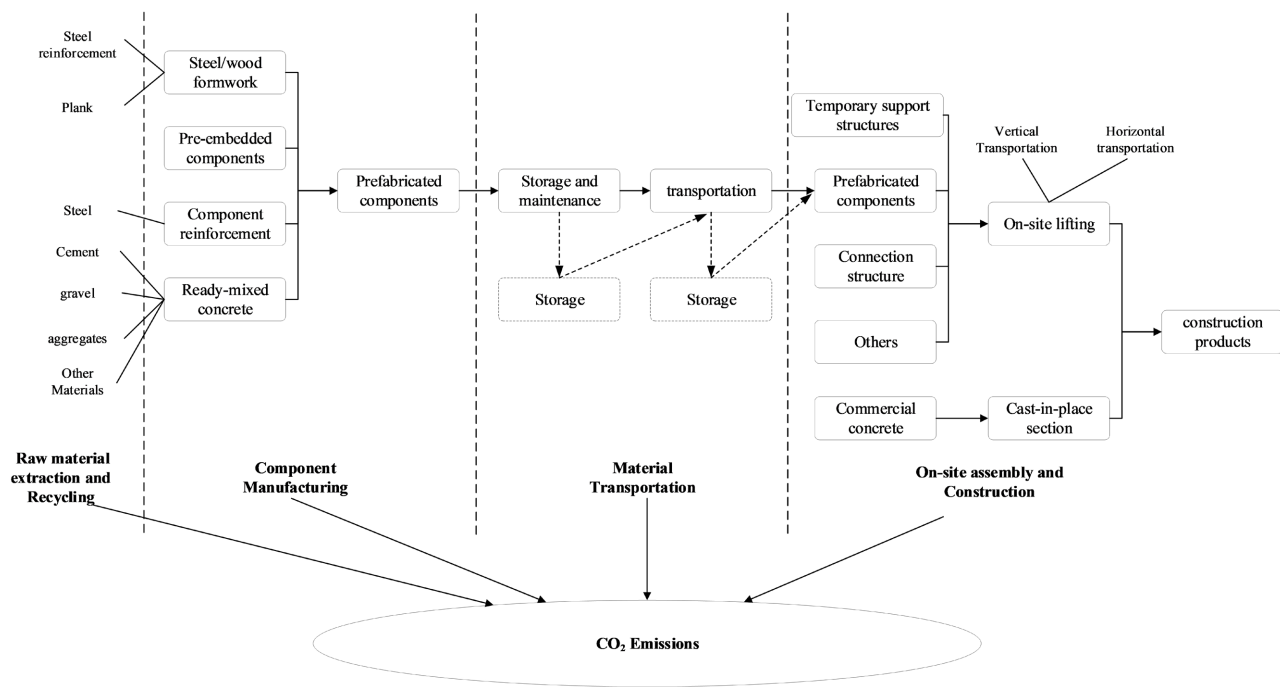 Steel
reinforcement
Plank
Steel
Cement
gravel
aggregates
Other
Materials
Steel/wood
formwork
Pre-embedded
components
Component
reinforcement
Ready-mixed
concrete
Prefabricated
components
Storage and
maintenance
transportation
Storage
Storage
Temporary support
structures
Prefabricated
components
Connection
structure
Others
Commercial
concrete
Vertical
Transportation
Horizontal
transportation
On-site lifting
Cast-in-place
section
construction
products
Raw material
extraction and
Recycling
Component
Manufacturing
Material
Transportation
On-site assembly and
Construction
CO₂ Emissions